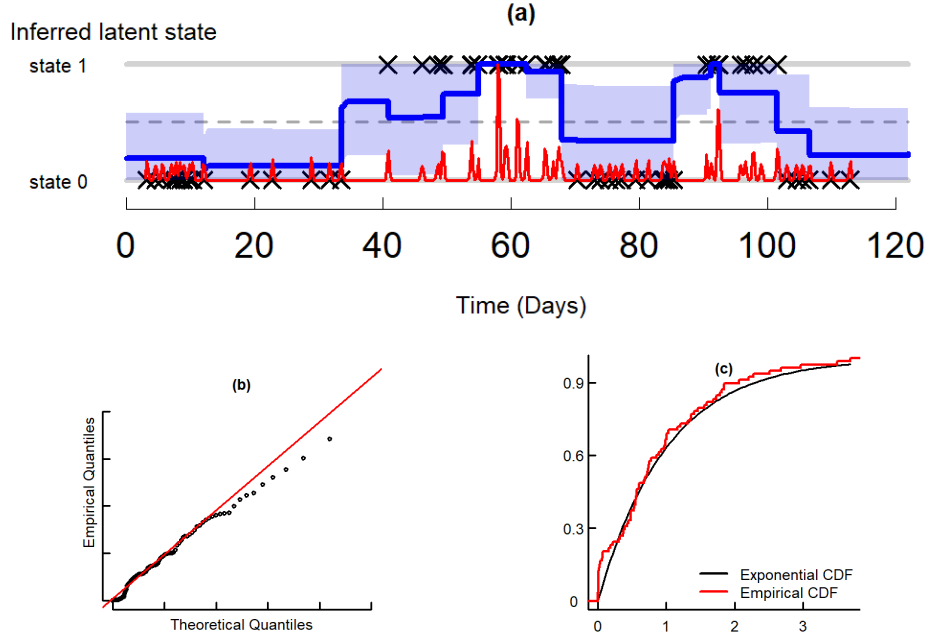 (a)
Inferred latent state
state 1
state 0
0 20 40 60 80 100 120
Time (Days)
(b)
Empirical Quantiles
Theoretical Quantiles
(c)
0.9
0.6
0.3
0
Exponential CDF
Empirical CDF
0 1 2 3